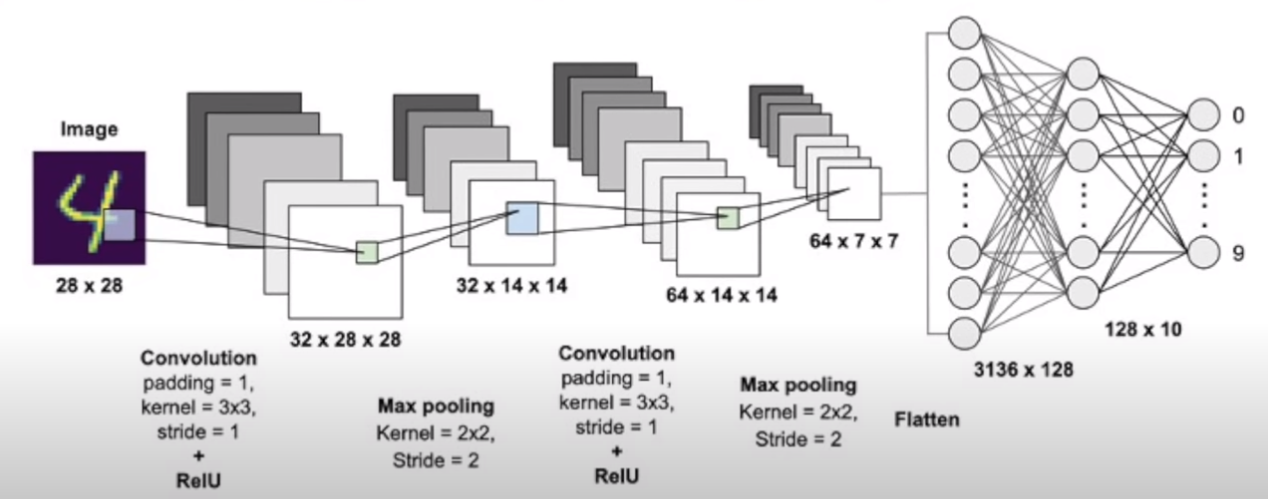 Image
28 x 28
32 x 28 x 28
Convolution
padding = 1,
kernel = 3x3,
stride = 1
+
RelU
32 x 14 x 14
Max pooling
Kernel = 2x2,
Stride = 2
64 x 14 x 14
Convolution
padding = 1,
kernel = 3x3,
stride = 1
+
RelU
64 x 7 x 7
Max pooling
Kernel = 2x2,
Stride = 2
Flatten
3136 x 128
128 x 10
0
1
9